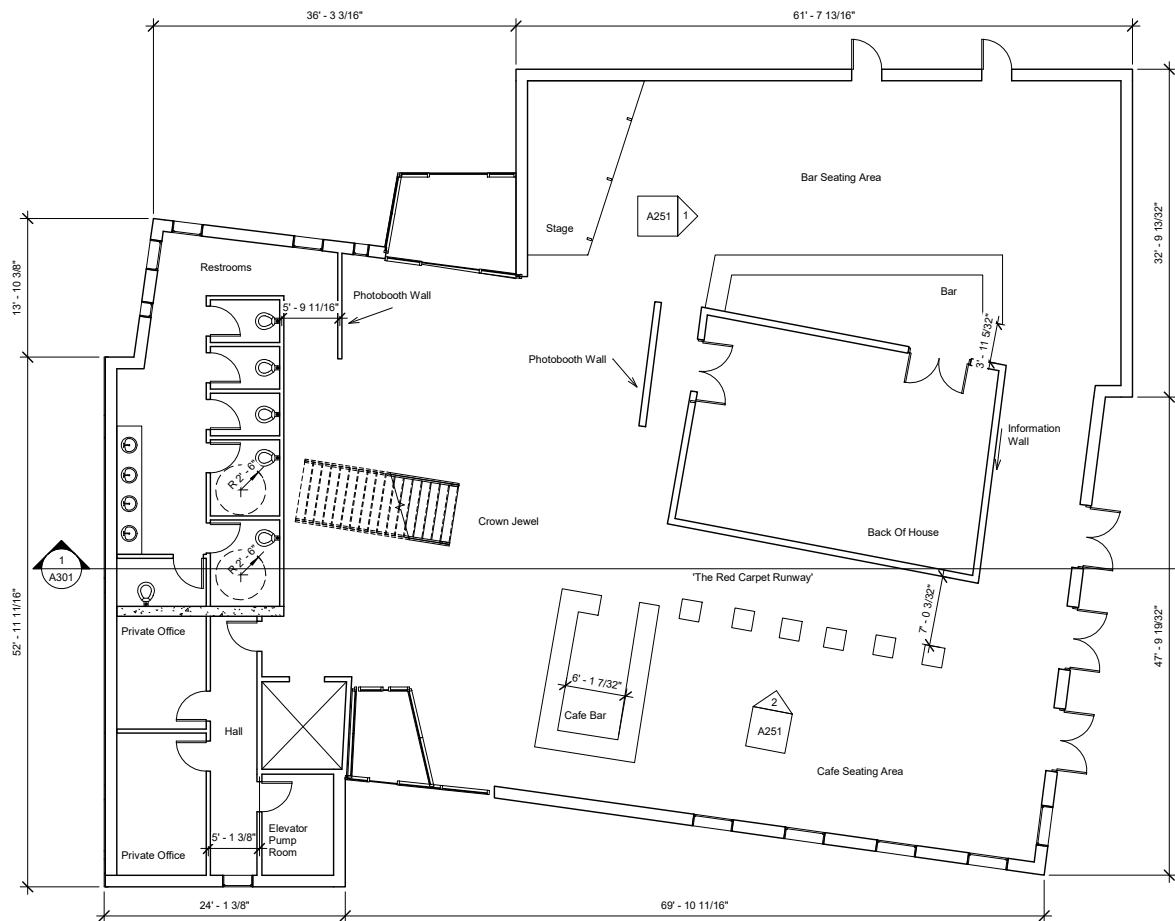 36' - 3 3/16"
61' - 7 13/16"
Bar Seating Area
A251
1
Stage
32' - 9 13/32"
13' - 10 3/8"
Restrooms
5' - 9 11/16"
Photobooth Wall
Bar
3' - 11 5/32"
Photobooth Wall
Information
Wall
R 2' - 6"
Crown Jewel
Back Of House
1
A301
R 2' - 6"
'The Red Carpet Runway'
52' - 11 11/16"
47' - 9 19/32"
7' - 0 3/32"
Private Office
6' - 1 7/32"
Cafe Bar
2
A251
Hall
Cafe Seating Area
5' - 1 3/8"
Elevator
Pump
Room
Private Office
24' - 1 3/8"
69' - 10 11/16"